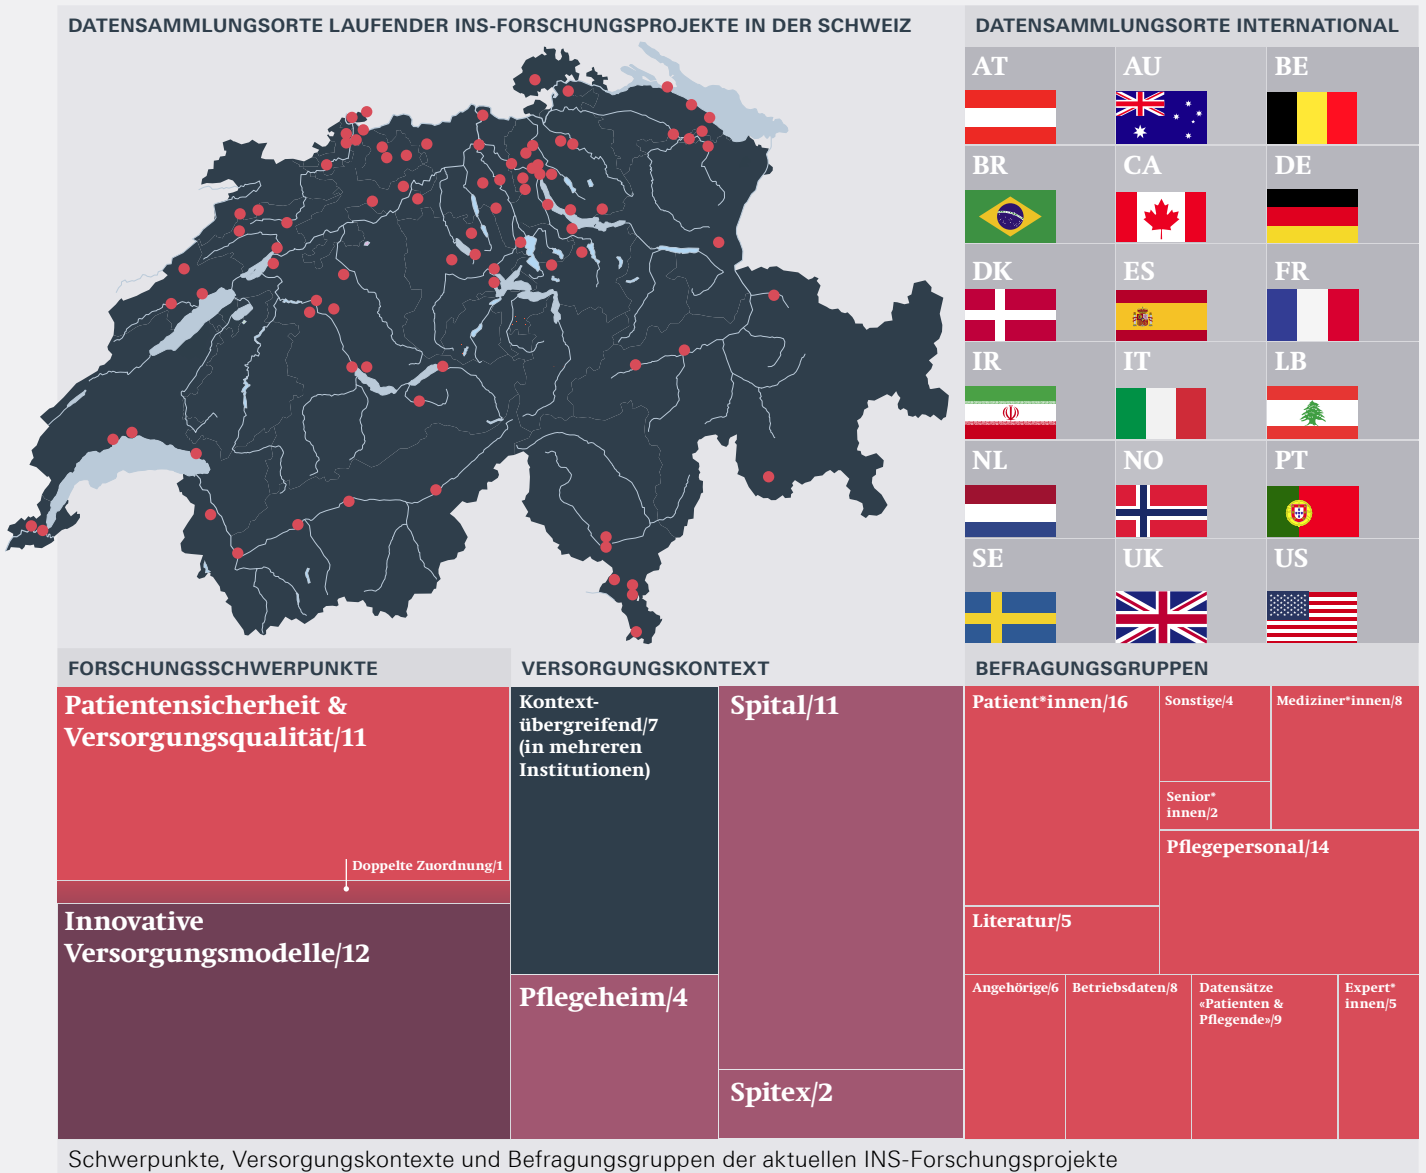 DATENSAMMLUNGSORTE LAUFENDER INS-FORSCHUNGSPROJEKTE IN DER SCHWEIZ
DATENSAMMLUNGSORTE INTERNATIONAL
AT
AU
BE
BR
CA
DE
DK
ES
FR
IR
IT
LB
NL
NO
PT
SE
UK
US
FORSCHUNGSSCHWERPUNKTE
Patientensicherheit &
Versorgungsqualität/11
Doppelte Zuordnung/1
Innovative
Versorgungsmodelle/12
VERSORGUNGSKONTEXT
Kontext-
übergreifend/7
(in mehreren
Institutionen)
Spital/11
Pflegeheim/4
Spitex/2
BEFRAGUNGSGRUPPEN
Patient*innen/16
Sonstige/4
Mediziner*innen/8
Senior*
innen/2
Pflegepersonal/14
Literatur/5
Angehörige/6
Betriebsdaten/8
Datensätze
«Patienten &
Pflegende»/9
Expert*
innen/5
Schwerpunkte, Versorgungskontexte und Befragungsgruppen der aktuellen INS-Forschungsprojekte